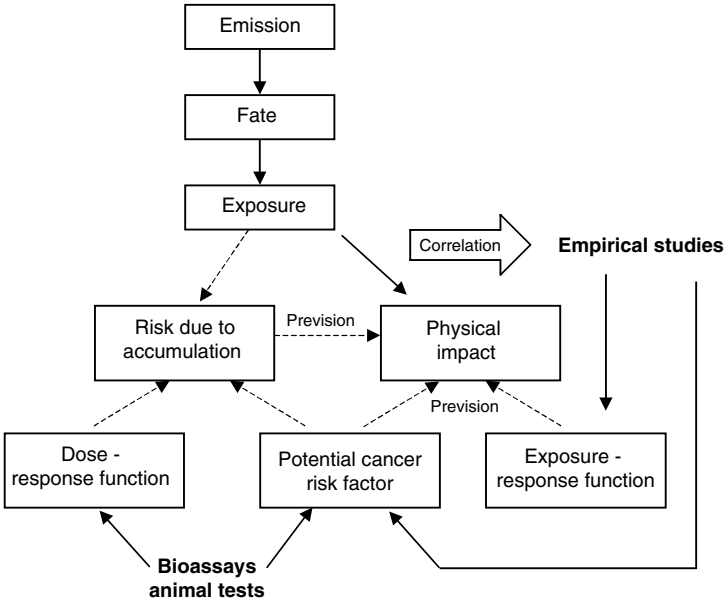 Emission
Fate
Exposure
Correlation
Empirical studies
Risk due to
accumulation
Prevision
Physical
impact
Prevision
Dose -
response function
Potential cancer
risk factor
Exposure -
response function
Bioassays
animal tests